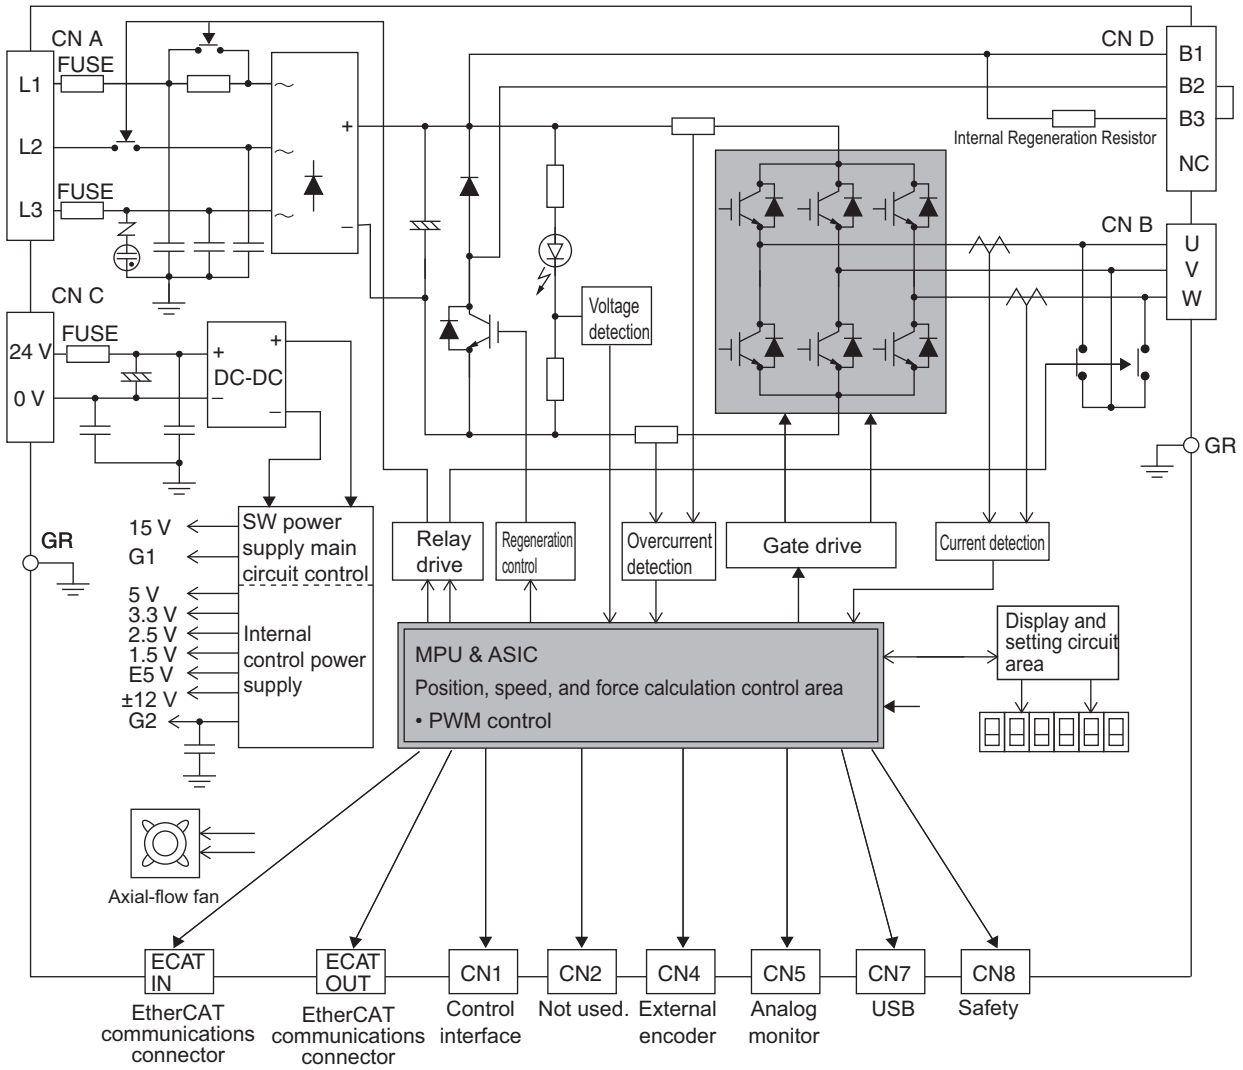 CN A
FUSE
L1
L2
FUSE
L3
+
−
CN D
B1
B2
B3
Internal Regeneration Resistor
NC
CN B
U
V
W
GR
CN C
FUSE
24 V
0 V
+
−
DC-DC
+
−
Voltage
detection
GR
SW power
supply main
circuit control
Internal
control power
supply
15 V
G1
5 V
3.3 V
2.5 V
1.5 V
E5 V
±12 V
G2
Relay
drive
Regeneration
control
Overcurrent
detection
Gate drive
Current detection
MPU & ASIC
Position, speed, and force calculation control area
• PWM control
Display and
setting circuit
area
Axial-flow fan
ECAT
IN
EtherCAT
communications
connector
ECAT
OUT
EtherCAT
communications
connector
CN1
Control
interface
CN2
Not used.
CN4
External
encoder
CN5
Analog
monitor
CN7
USB
CN8
Safety